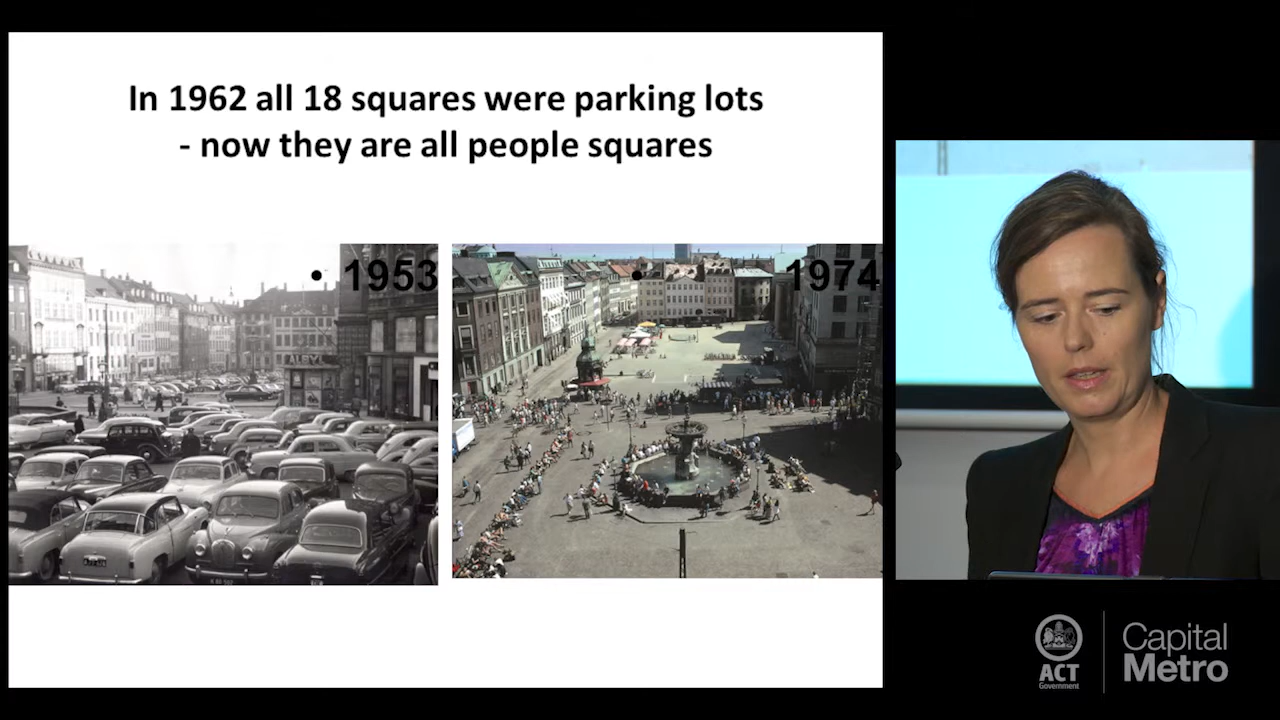 In 1962 all 18 squares were parking lots
- now they are all people squares
• 1953
• 1974
ALBYL
ACT
Government
Capital
Metro